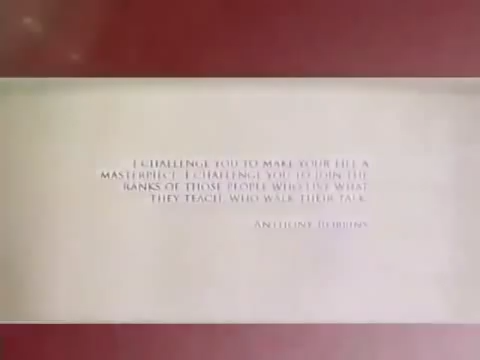 I CHALLENGE YOU TO MAKE YOUR LIFE A
MASTERPIECE. I CHALLENGE YOU TO JOIN THE
RANKS OF THOSE PEOPLE WHO LIVE WHAT
THEY TEACH, WHO WALK THEIR TALK.
ANTHONY ROBBINS